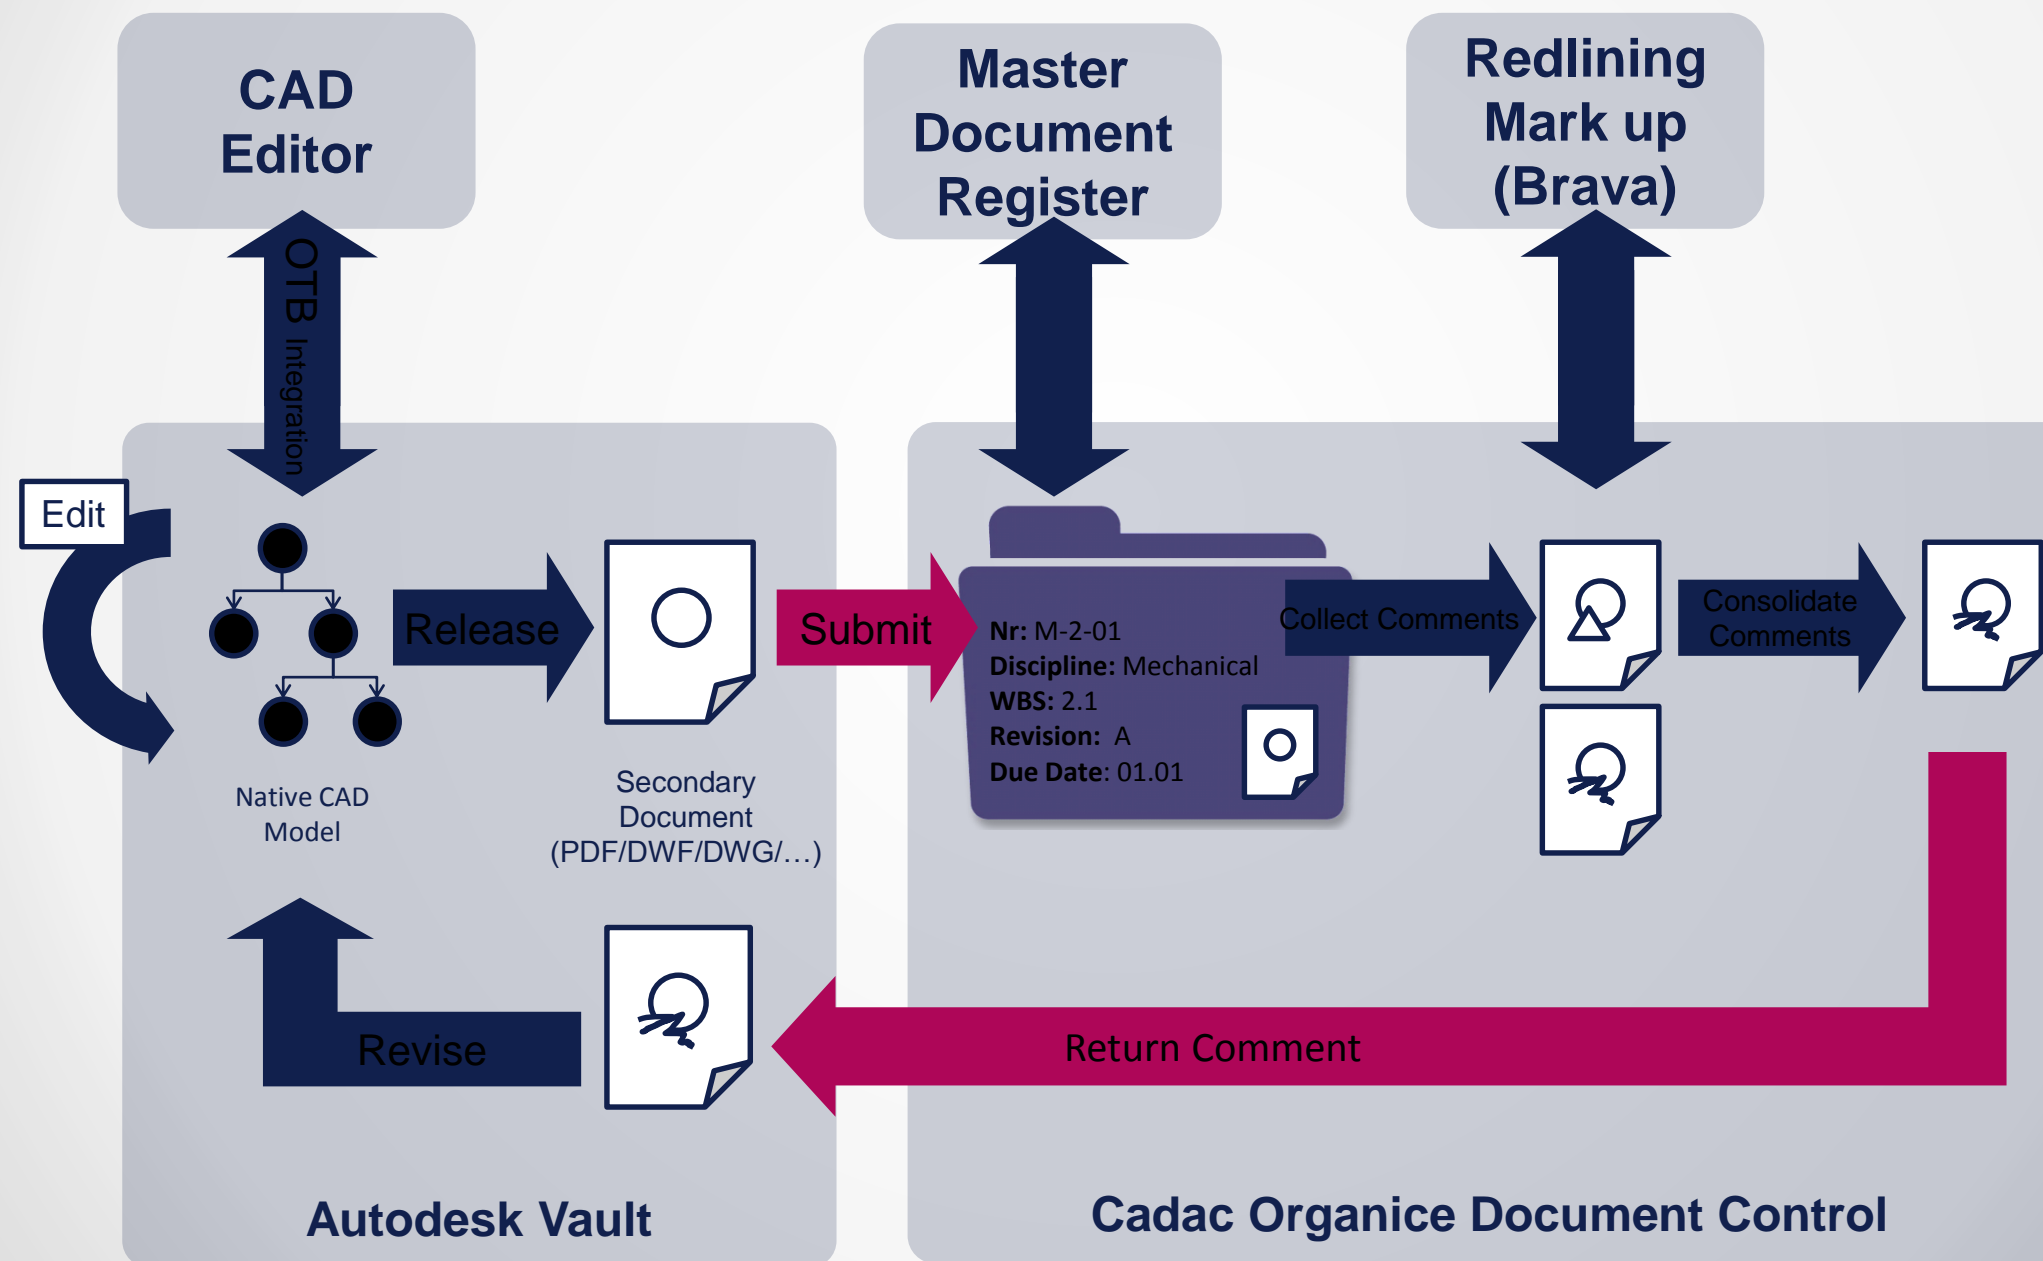 CAD
Editor
Master
Document
Register
Redlining
Mark up
(Brava)
OTB Integration
Edit
Release
Submit
Nr: M-2-01
Discipline: Mechanical
WBS: 2.1
Revision: A
Due Date: 01.01
Collect Comments
Consolidate
Comments
Native CAD
Model
Secondary
Document
(PDF/DWF/DWG/…)
Revise
Return Comment
Autodesk Vault
Cadac Organice Document Control